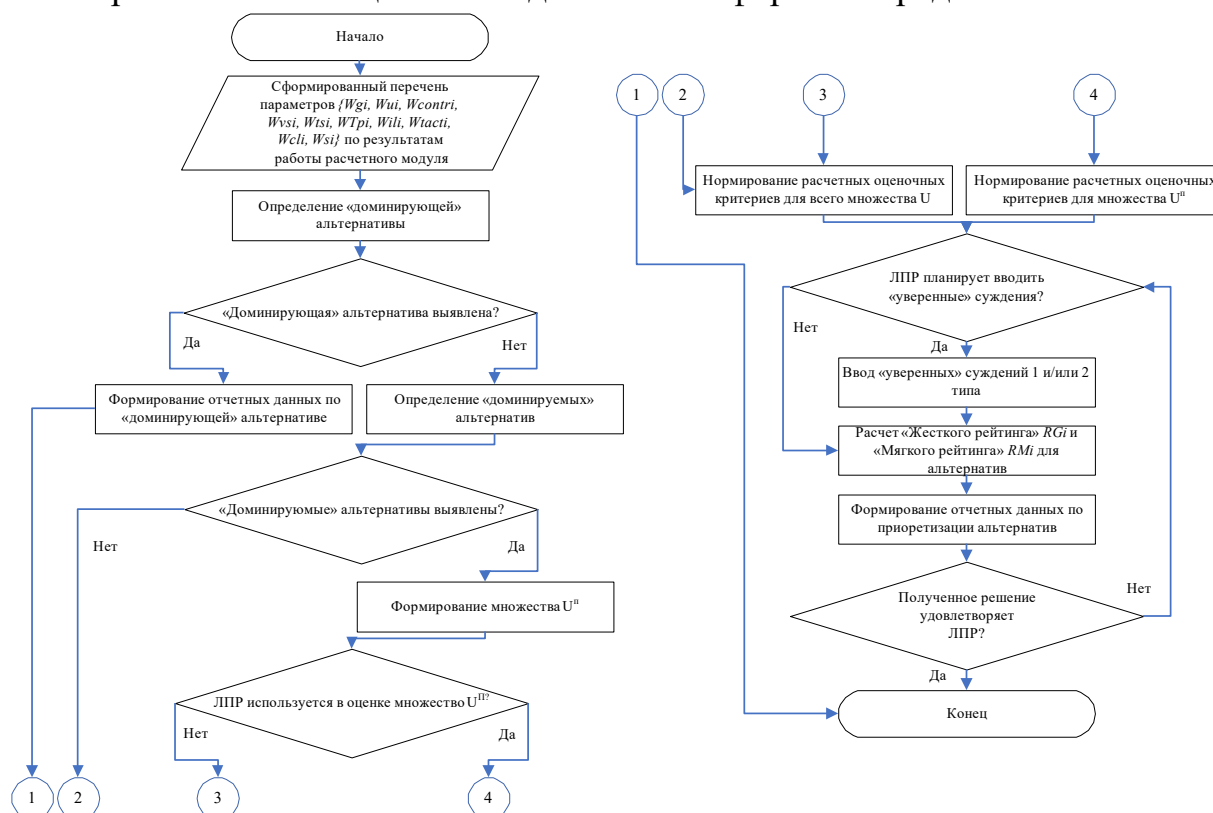 Начало
Сформированный перечень
параметров {Wgi, Wui, Wcontri,
Wvsi, Wtsi, WTpi, Wili, Wtacti,
Wcli, Wsi} по результатам
работы расчетного модуля
Определение «доминирующей»
альтернативы
«Доминирующая» альтернатива выявлена?
Да
Нет
Формирование отчетных данных по
«доминирующей» альтернативе
Определение «доминируемых»
альтернатив
«Доминируюмые» альтернативы выявлены?
Нет
Да
Формирование множества Uᴨ
ЛПР используется в оценке множество Uᴨ?
Нет
Да
1
2
3
4
1
2
3
4
Нормирование расчетных оценочных
критериев для всего множества U
Нормирование расчетных оценочных
критериев для множества Uᴨ
ЛПР планирует вводить
«уверенные» суждения?
Нет
Да
Ввод «уверенных» суждений 1 и/или 2
типа
Расчет «Жесткого рейтинга» RGi и
«Мягкого рейтинга» RMi для
альтернатив
Формирование отчетных данных по
приоретизации альтернатив
Полученное решение
удовлетворяет
ЛПР?
Нет
Да
Конец